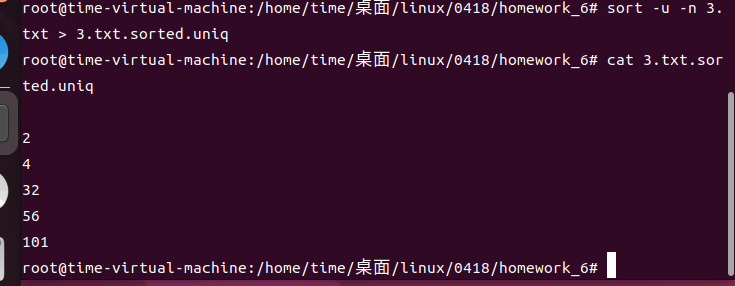 root@time-virtual-machine:/home/time/桌面/linux/0418/homework_6# sort -u -n 3.
txt > 3.txt.sorted.uniq
root@time-virtual-machine:/home/time/桌面/linux/0418/homework_6# cat 3.txt.sor
ted.uniq
2
4
32
56
101
root@time-virtual-machine:/home/time/桌面/linux/0418/homework_6#